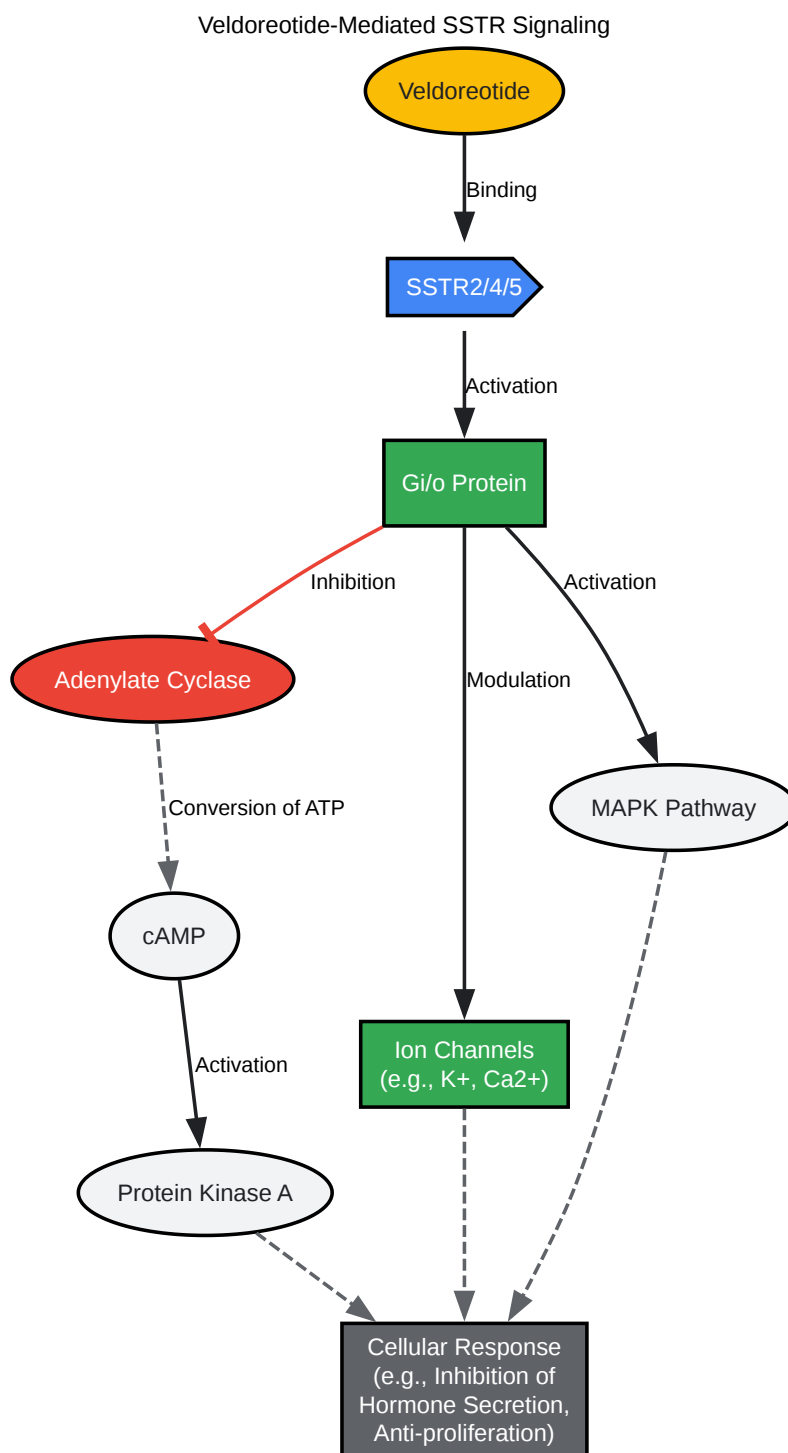 Veldoreotide-Mediated SSTR Signaling
Veldoreotide
Binding
SSTR2/4/5
Activation
Gi/o Protein
Inhibition
Activation
Adenylate Cyclase
Modulation
Conversion of ATP
MAPK Pathway
cAMP
Activation
Ion Channels
(e.g., K+, Ca2+)
Protein Kinase A
Cellular Response
(e.g., Inhibition of
Hormone Secretion,
Anti-proliferation)